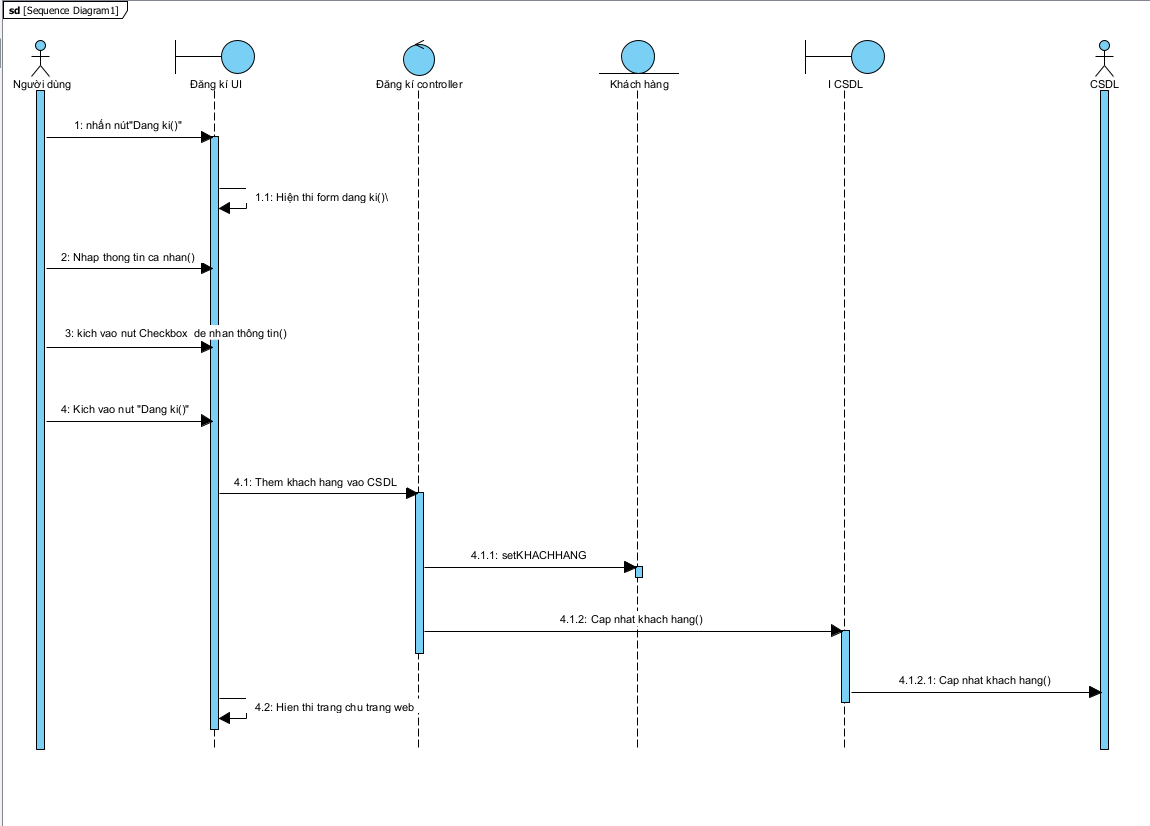 sd [Sequence Diagram1]
Người dùng
Đăng kí UI
Đăng kí controller
Khách hàng
I CSDL
CSDL
1: nhấn nút"Dang ki()"
1.1: Hiện thi form dang ki()\
2: Nhap thong tin ca nhan()
3: kich vao nut Checkbox de nhan thông tin()
4: Kich vao nut "Dang ki()"
4.1: Them khach hang vao CSDL
4.1.1: setKHACHHANG
4.1.2: Cap nhat khach hang()
4.1.2.1: Cap nhat khach hang()
4.2: Hien thi trang chu trang web